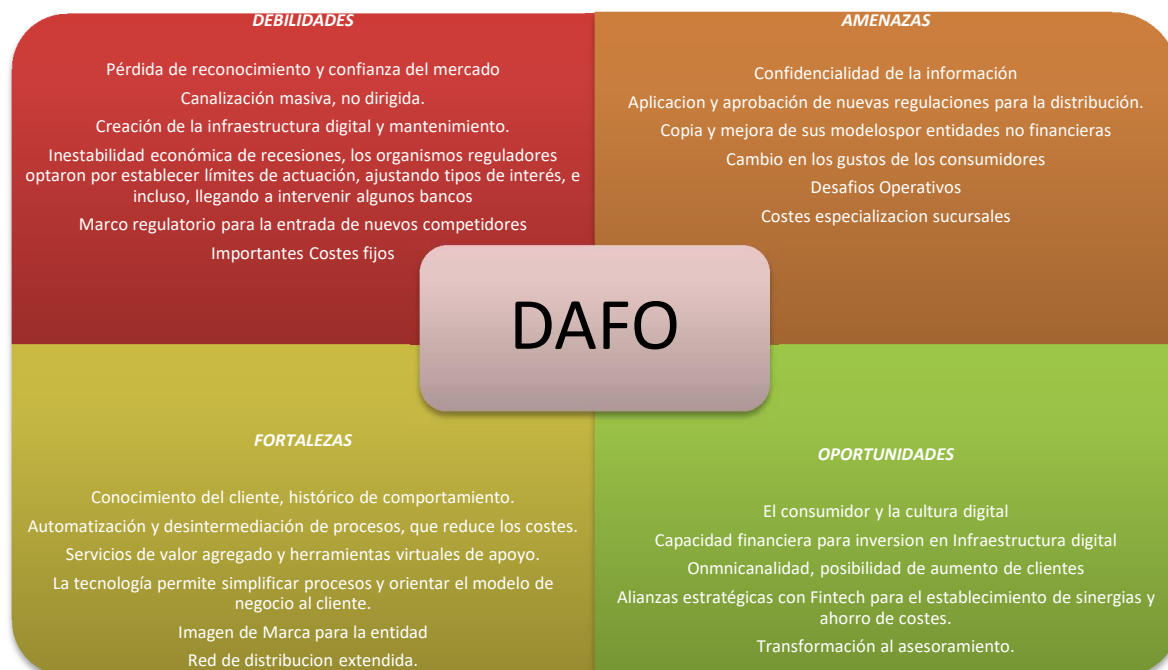 DEBILIDADES
Pérdida de reconocimiento y confianza del mercado
Canalización masiva, no dirigida.
Creación de la infraestructura digital y mantenimiento.
Inestabilidad económica de recesiones, los organismos reguladores
optaron por establecer límites de actuación, ajustando tipos de interés, e
incluso, llegando a intervenir algunos bancos
Marco regulatorio para la entrada de nuevos competidores
Importantes Costes fijos
AMENAZAS
Confidencialidad de la información
Aplicacion y aprobación de nuevas regulaciones para la distribución.
Copia y mejora de sus modelospor entidades no financieras
Cambio en los gustos de los consumidores
Desafios Operativos
Costes especializacion sucursales
DAFO
FORTALEZAS
Conocimiento del cliente, histórico de comportamiento.
Automatización y desintermediación de procesos, que reduce los costes.
Servicios de valor agregado y herramientas virtuales de apoyo.
La tecnología permite simplificar procesos y orientar el modelo de
negocio al cliente.
Imagen de Marca para la entidad
Red de distribucion extendida.
OPORTUNIDADES
El consumidor y la cultura digital
Capacidad financiera para inversion en Infraestructura digital
Onmnicanalidad, posibilidad de aumento de clientes
Alianzas estratégicas con Fintech para el establecimiento de sinergias y
ahorro de costes.
Transformación al asesoramiento.